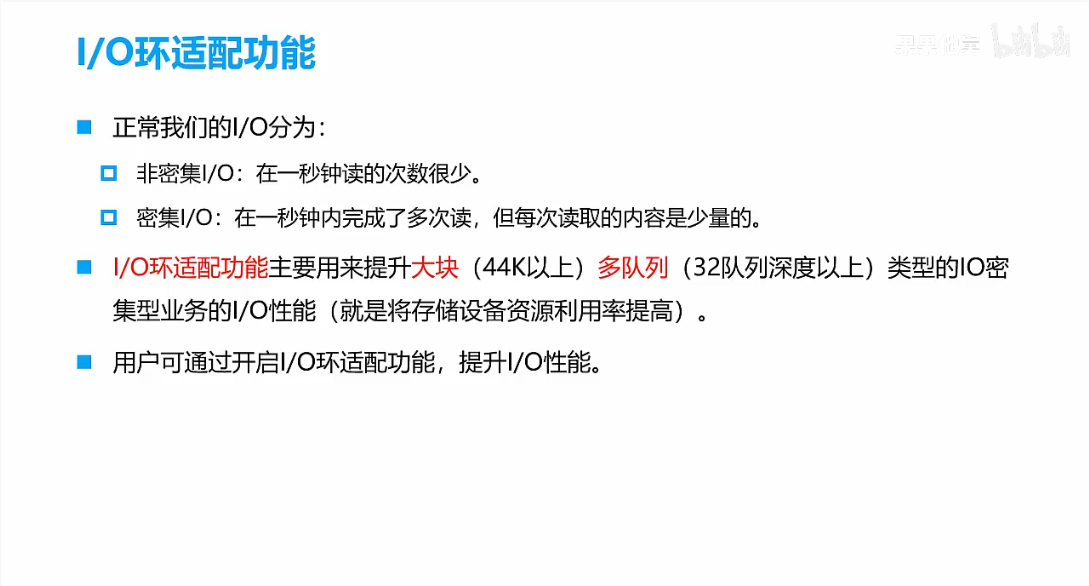 I/O环适配功能
正常我们的I/O分为：
非密集I/O：在一秒钟读的次数很少。
密集I/O：在一秒钟内完成了多次读，但每次读取的内容是少量的。
I/O环适配功能主要用来提升大块（44K以上）多队列（32队列深度以上）类型的IO密
集型业务的I/O性能（就是将存储设备资源利用率提高）。
用户可通过开启I/O环适配功能，提升I/O性能。
bilibili